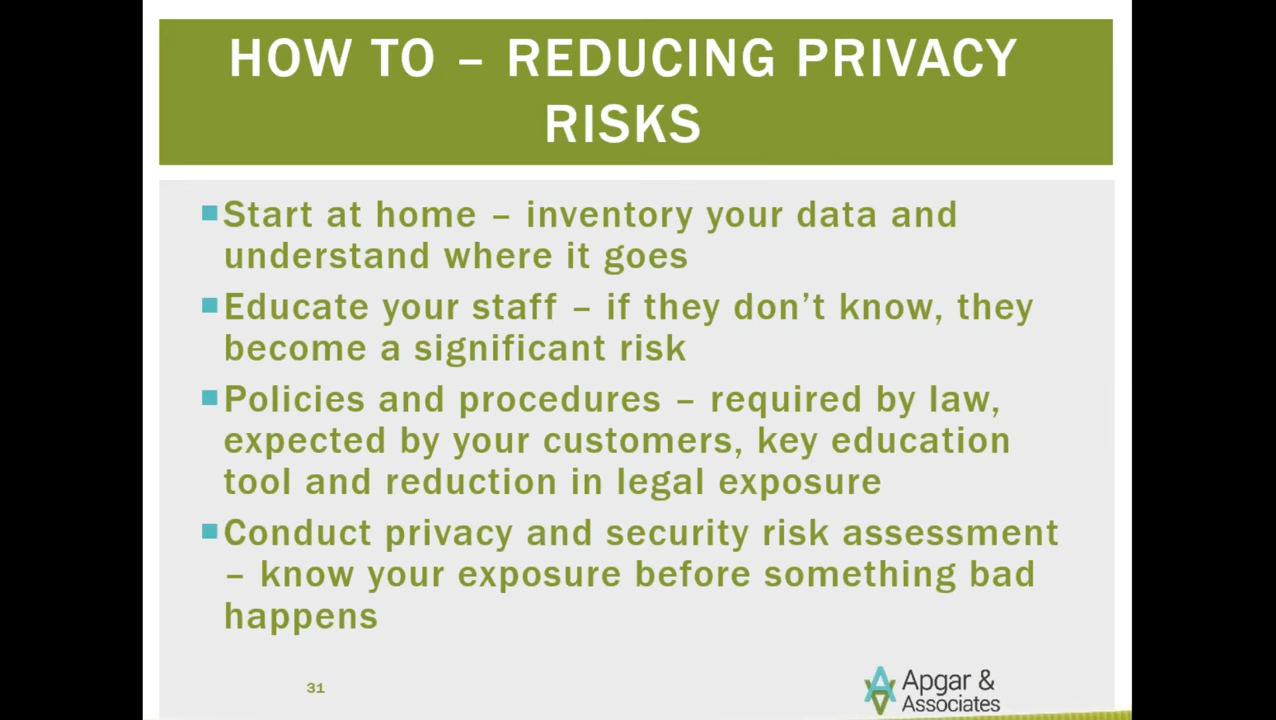 HOW TO – REDUCING PRIVACY
RISKS
Start at home – inventory your data and
understand where it goes
Educate your staff – if they don’t know, they
become a significant risk
Policies and procedures – required by law,
expected by your customers, key education
tool and reduction in legal exposure
Conduct privacy and security risk assessment
– know your exposure before something bad
happens
31
Apgar &
Associates